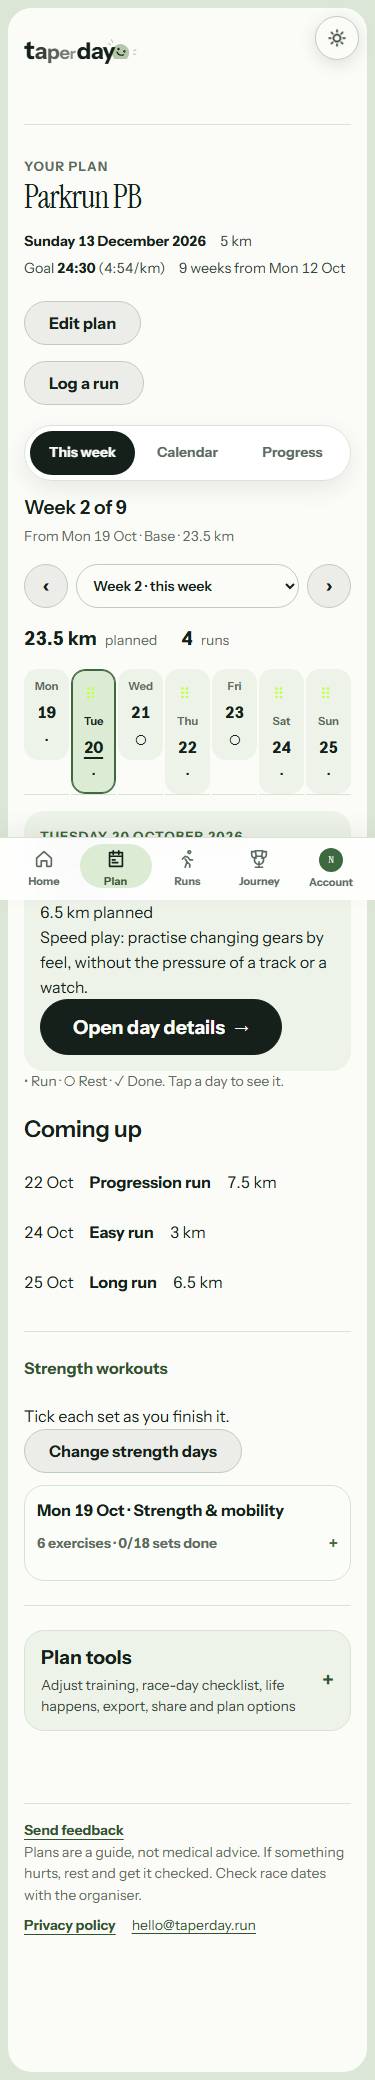 taperday
YOUR PLAN
Parkrun PB
Sunday 13 December 2026 5 km
Goal 24:30 (4:54/km) 9 weeks from Mon 12 Oct
Edit plan
Log a run
This week Calendar Progress
Week 2 of 9
From Mon 19 Oct · Base · 23.5 km
‹ Week 2 · this week ›
23.5 km planned 4 runs
Mon Tue Wed Thu Fri Sat Sun
19 20 21 22 23 24 25
TUESDAY 20 OCTOBER 2026
Home Plan Runs Journey N Account
6.5 km planned
Speed play: practise changing gears by
feel, without the pressure of a track or a
watch.
Open day details →
• Run · ○ Rest · ✓ Done. Tap a day to see it.
Coming up
22 Oct Progression run 7.5 km
24 Oct Easy run 3 km
25 Oct Long run 6.5 km
Strength workouts
Tick each set as you finish it.
Change strength days
Mon 19 Oct · Strength & mobility
6 exercises · 0/18 sets done +
Plan tools
Adjust training, race-day checklist, life
happens, export, share and plan options +
Send feedback
Plans are a guide, not medical advice. If something
hurts, rest and get it checked. Check race dates
with the organiser.
Privacy policy hello@taperday.run